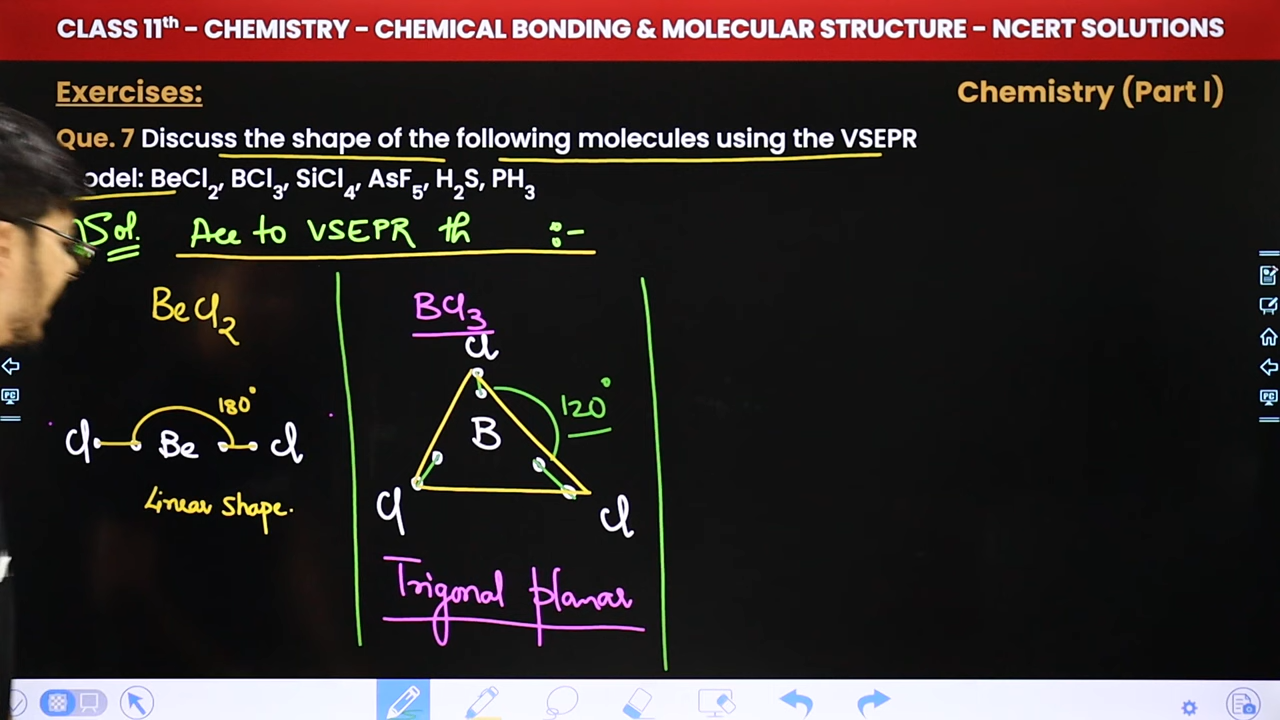 CLASS 11th – CHEMISTRY – CHEMICAL BONDING & MOLECULAR STRUCTURE – NCERT SOLUTIONS
Exercises:
Chemistry (Part I)
Que. 7 Discuss the shape of the following molecules using the VSEPR
odel: BeCl2, BCl3, SiCl4, AsF5, H2S, PH3
Sol. Acc to VSEPR th :-
BeCl2
180°
Cl Be Cl
Linear shape.
BCl3
Cl
120°
B
Cl Cl
Trigonal planar
PC
PC